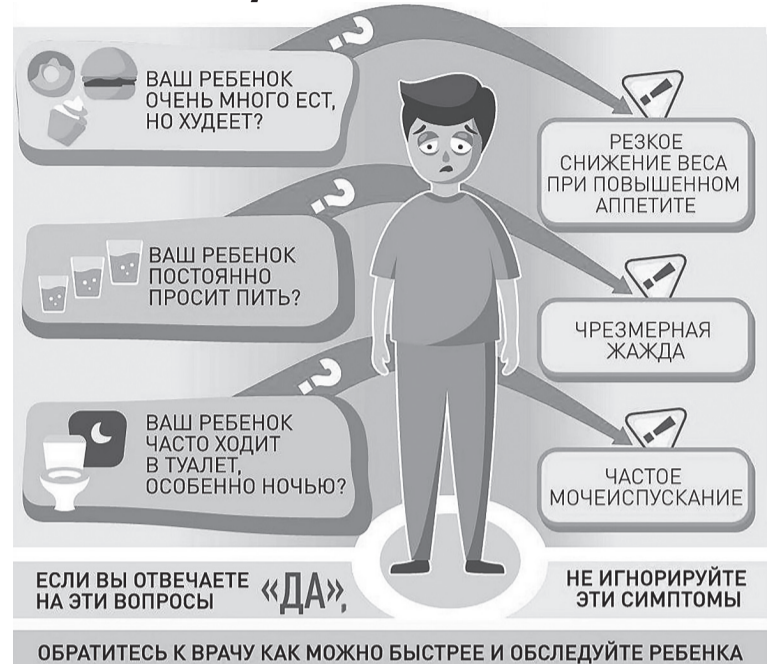 ВАШ РЕБЕНОК
ОЧЕНЬ МНОГО ЕСТ,
НО ХУДЕЕТ?
РЕЗКОЕ
СНИЖЕНИЕ ВЕСА
ПРИ ПОВЫШЕННОМ
АППЕТИТЕ
ВАШ РЕБЕНОК
ПОСТОЯННО
ПРОСИТ ПИТЬ?
ЧРЕЗМЕРНАЯ
ЖАЖДА
ВАШ РЕБЕНОК
ЧАСТО ХОДИТ
В ТУАЛЕТ,
ОСОБЕННО НОЧЬЮ?
ЧАСТОЕ
МОЧЕИСПУСКАНИЕ
ЕСЛИ ВЫ ОТВЕЧАЕТЕ
НА ЭТИ ВОПРОСЫ
«ДА»,
НЕ ИГНОРИРУЙТЕ
ЭТИ СИМПТОМЫ
ОБРАТИТЕСЬ К ВРАЧУ КАК МОЖНО БЫСТРЕЕ И ОБСЛЕДУЙТЕ РЕБЕНКА